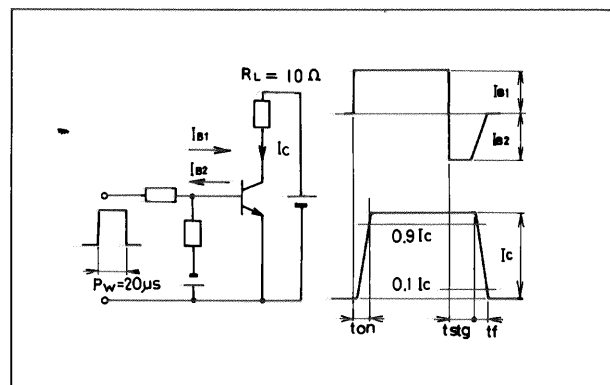 RL = 10 Ω
IB1
IB2
Ic
PW=20μs
IB1
IB2
0.9 Ic
Ic
0.1 Ic
ton
tstg
tf